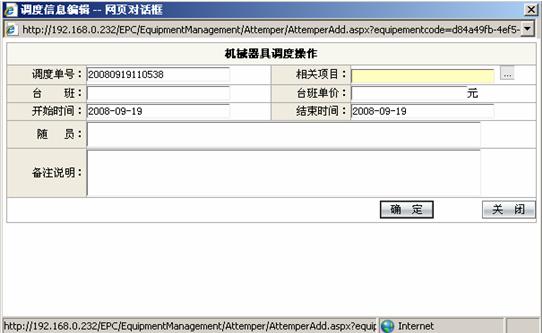 调度信息编辑 -- 网页对话框
http://192.168.0.232/EPC/EquipmentManagement/Attemper/AttemperAdd.aspx?equipementcode=d84a49fb-4ef5-
机械器具调度操作
调度单号： 20080919110538 相关项目： ...
台 班： 台班单价： 元
开始时间： 2008-09-19 结束时间： 2008-09-19
随 员：
备注说明：
确 定 关 闭
http://192.168.0.232/EPC/EquipmentManagement/Attemper/AttemperAdd.aspx?equip Internet